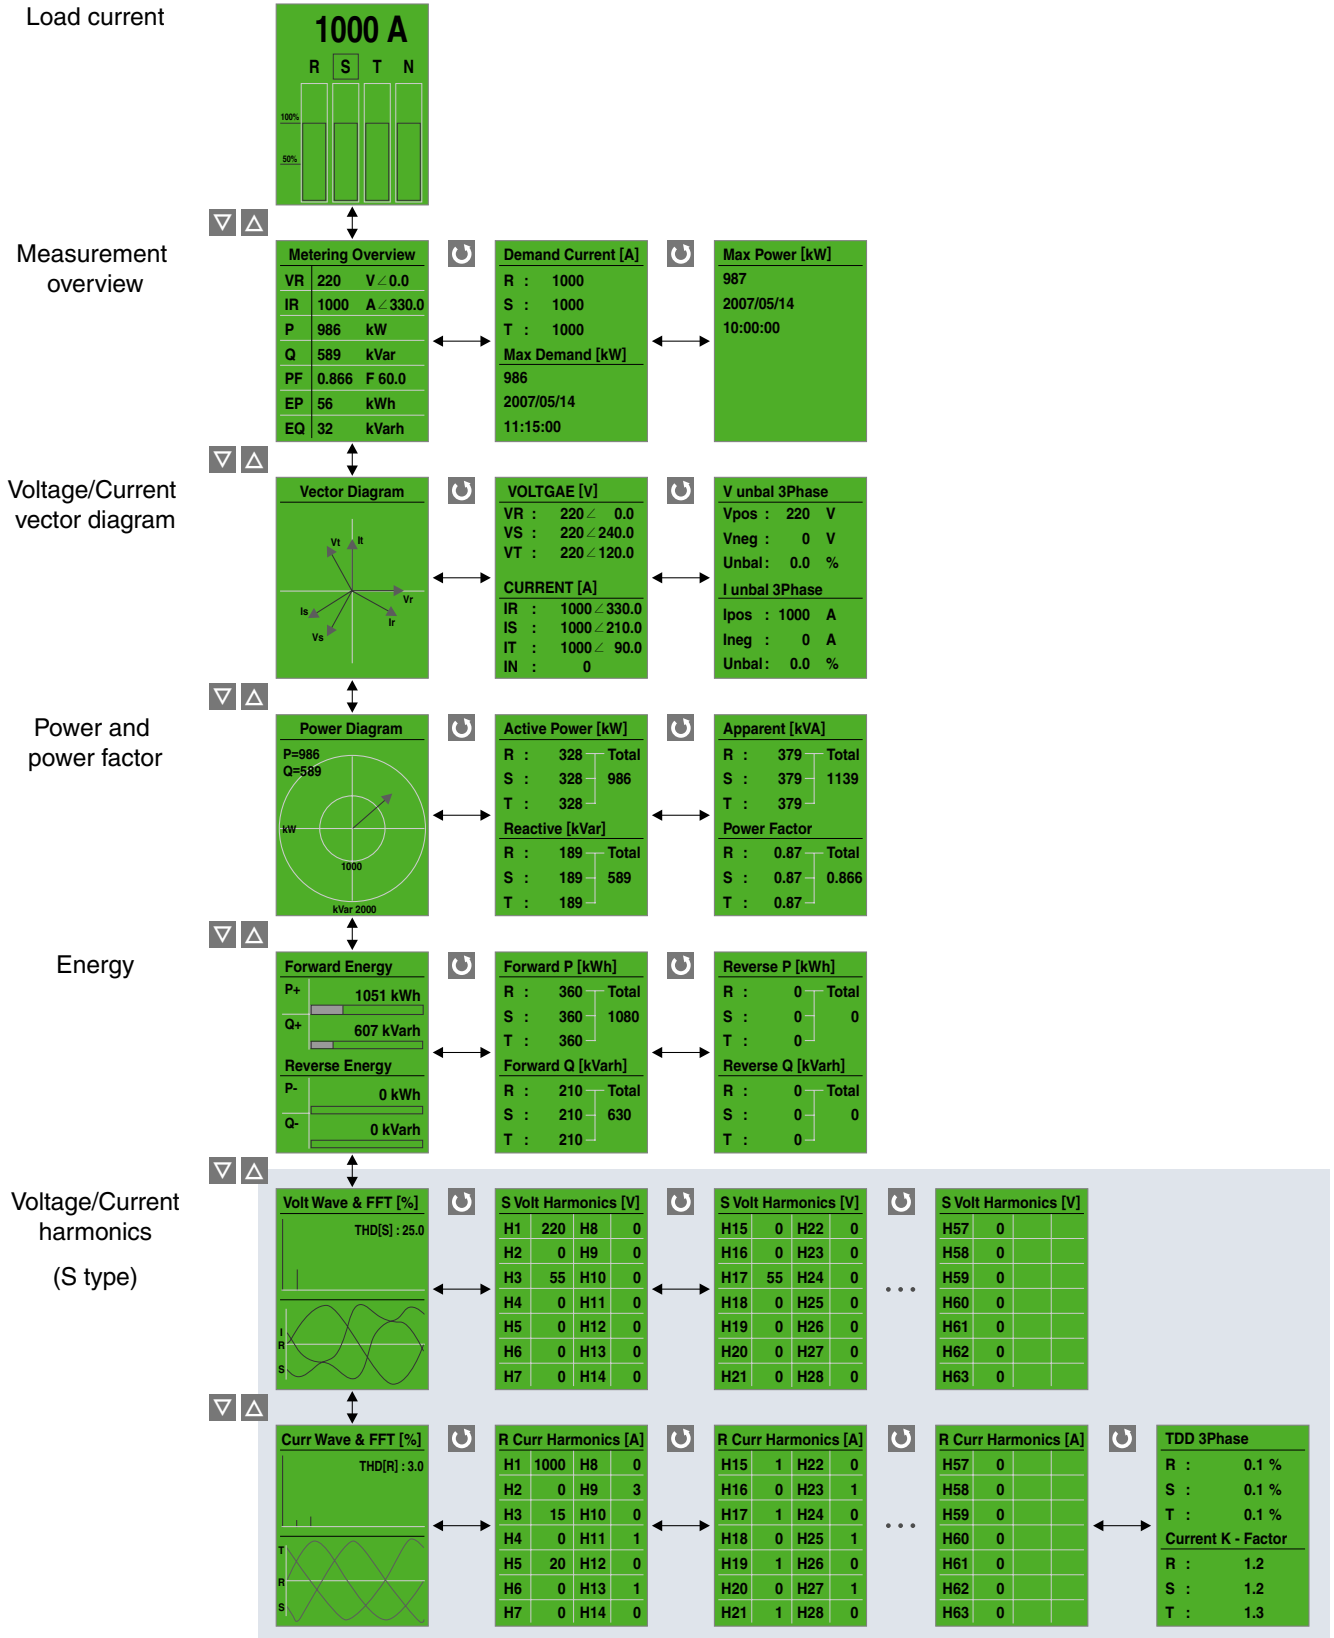 Load current
1000 A
R S T N
100%
50%
Measurement
overview
Metering Overview
VR 220 V∠0.0
IR 1000 A∠330.0
P 986 kW
Q 589 kVar
PF 0.866 F 60.0
EP 56 kWh
EQ 32 kVarh
Demand Current [A]
R : 1000
S : 1000
T : 1000
Max Demand [kW]
986
2007/05/14
11:15:00
Max Power [kW]
987
2007/05/14
10:00:00
Voltage/Current
vector diagram
Vector Diagram
Vt It
Vr
Is
Ir
Vs
VOLTGAE [V]
VR : 220∠ 0.0
VS : 220∠240.0
VT : 220∠120.0
CURRENT [A]
IR : 1000∠330.0
IS : 1000∠210.0
IT : 1000∠ 90.0
IN : 0
V unbal 3Phase
Vpos : 220 V
Vneg : 0 V
Unbal : 0.0 %
I unbal 3Phase
Ipos : 1000 A
Ineg : 0 A
Unbal : 0.0 %
Power and
power factor
Power Diagram
P=986
Q=589
kW
1000
kVar 2000
Active Power [kW]
R : 328 Total
S : 328 986
T : 328
Reactive [kVar]
R : 189 Total
S : 189 589
T : 189
Apparent [kVA]
R : 379 Total
S : 379 1139
T : 379
Power Factor
R : 0.87 Total
S : 0.87 0.866
T : 0.87
Energy
Forward Energy
P+ 1051 kWh
Q+ 607 kVarh
Reverse Energy
P- 0 kWh
Q- 0 kVarh
Forward P [kWh]
R : 360 Total
S : 360 1080
T : 360
Forward Q [kVarh]
R : 210 Total
S : 210 630
T : 210
Reverse P [kWh]
R : 0 Total
S : 0 0
T : 0
Reverse Q [kVarh]
R : 0 Total
S : 0 0
T : 0
Voltage/Current
harmonics
(S type)
Volt Wave & FFT [%]
THD[S] : 25.0
I
R
S
S Volt Harmonics [V]
H1 220 H8 0
H2 0 H9 0
H3 55 H10 0
H4 0 H11 0
H5 0 H12 0
H6 0 H13 0
H7 0 H14 0
S Volt Harmonics [V]
H15 0 H22 0
H16 0 H23 0
H17 55 H24 0
H18 0 H25 0
H19 0 H26 0
H20 0 H27 0
H21 0 H28 0
• • •
S Volt Harmonics [V]
H57 0
H58 0
H59 0
H60 0
H61 0
H62 0
H63 0
Curr Wave & FFT [%]
THD[R] : 3.0
T
R
S
R Curr Harmonics [A]
H1 1000 H8 0
H2 0 H9 3
H3 15 H10 0
H4 0 H11 1
H5 20 H12 0
H6 0 H13 1
H7 0 H14 0
R Curr Harmonics [A]
H15 1 H22 0
H16 0 H23 1
H17 1 H24 0
H18 0 H25 1
H19 1 H26 0
H20 0 H27 1
H21 1 H28 0
• • •
R Curr Harmonics [A]
H57 0
H58 0
H59 0
H60 0
H61 0
H62 0
H63 0
TDD 3Phase
R : 0.1 %
S : 0.1 %
T : 0.1 %
Current K - Factor
R : 1.2
S : 1.2
T : 1.3